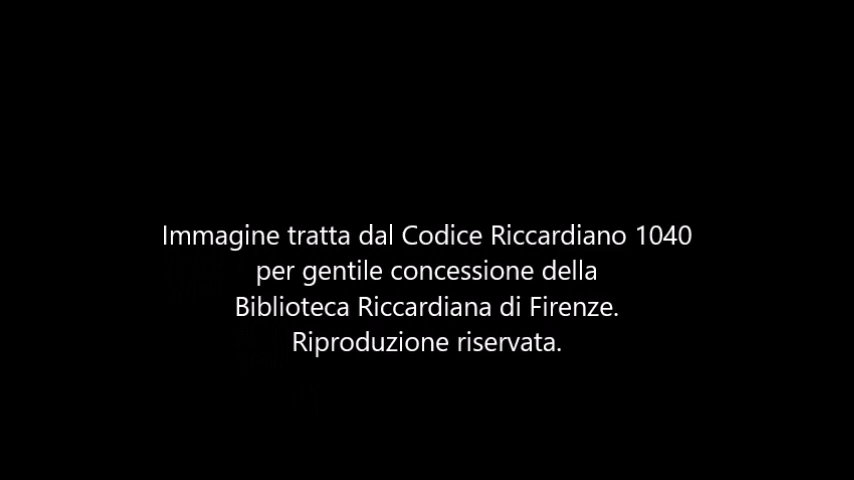 Immagine tratta dal Codice Riccardiano 1040
per gentile concessione della
Biblioteca Riccardiana di Firenze.
Riproduzione riservata.